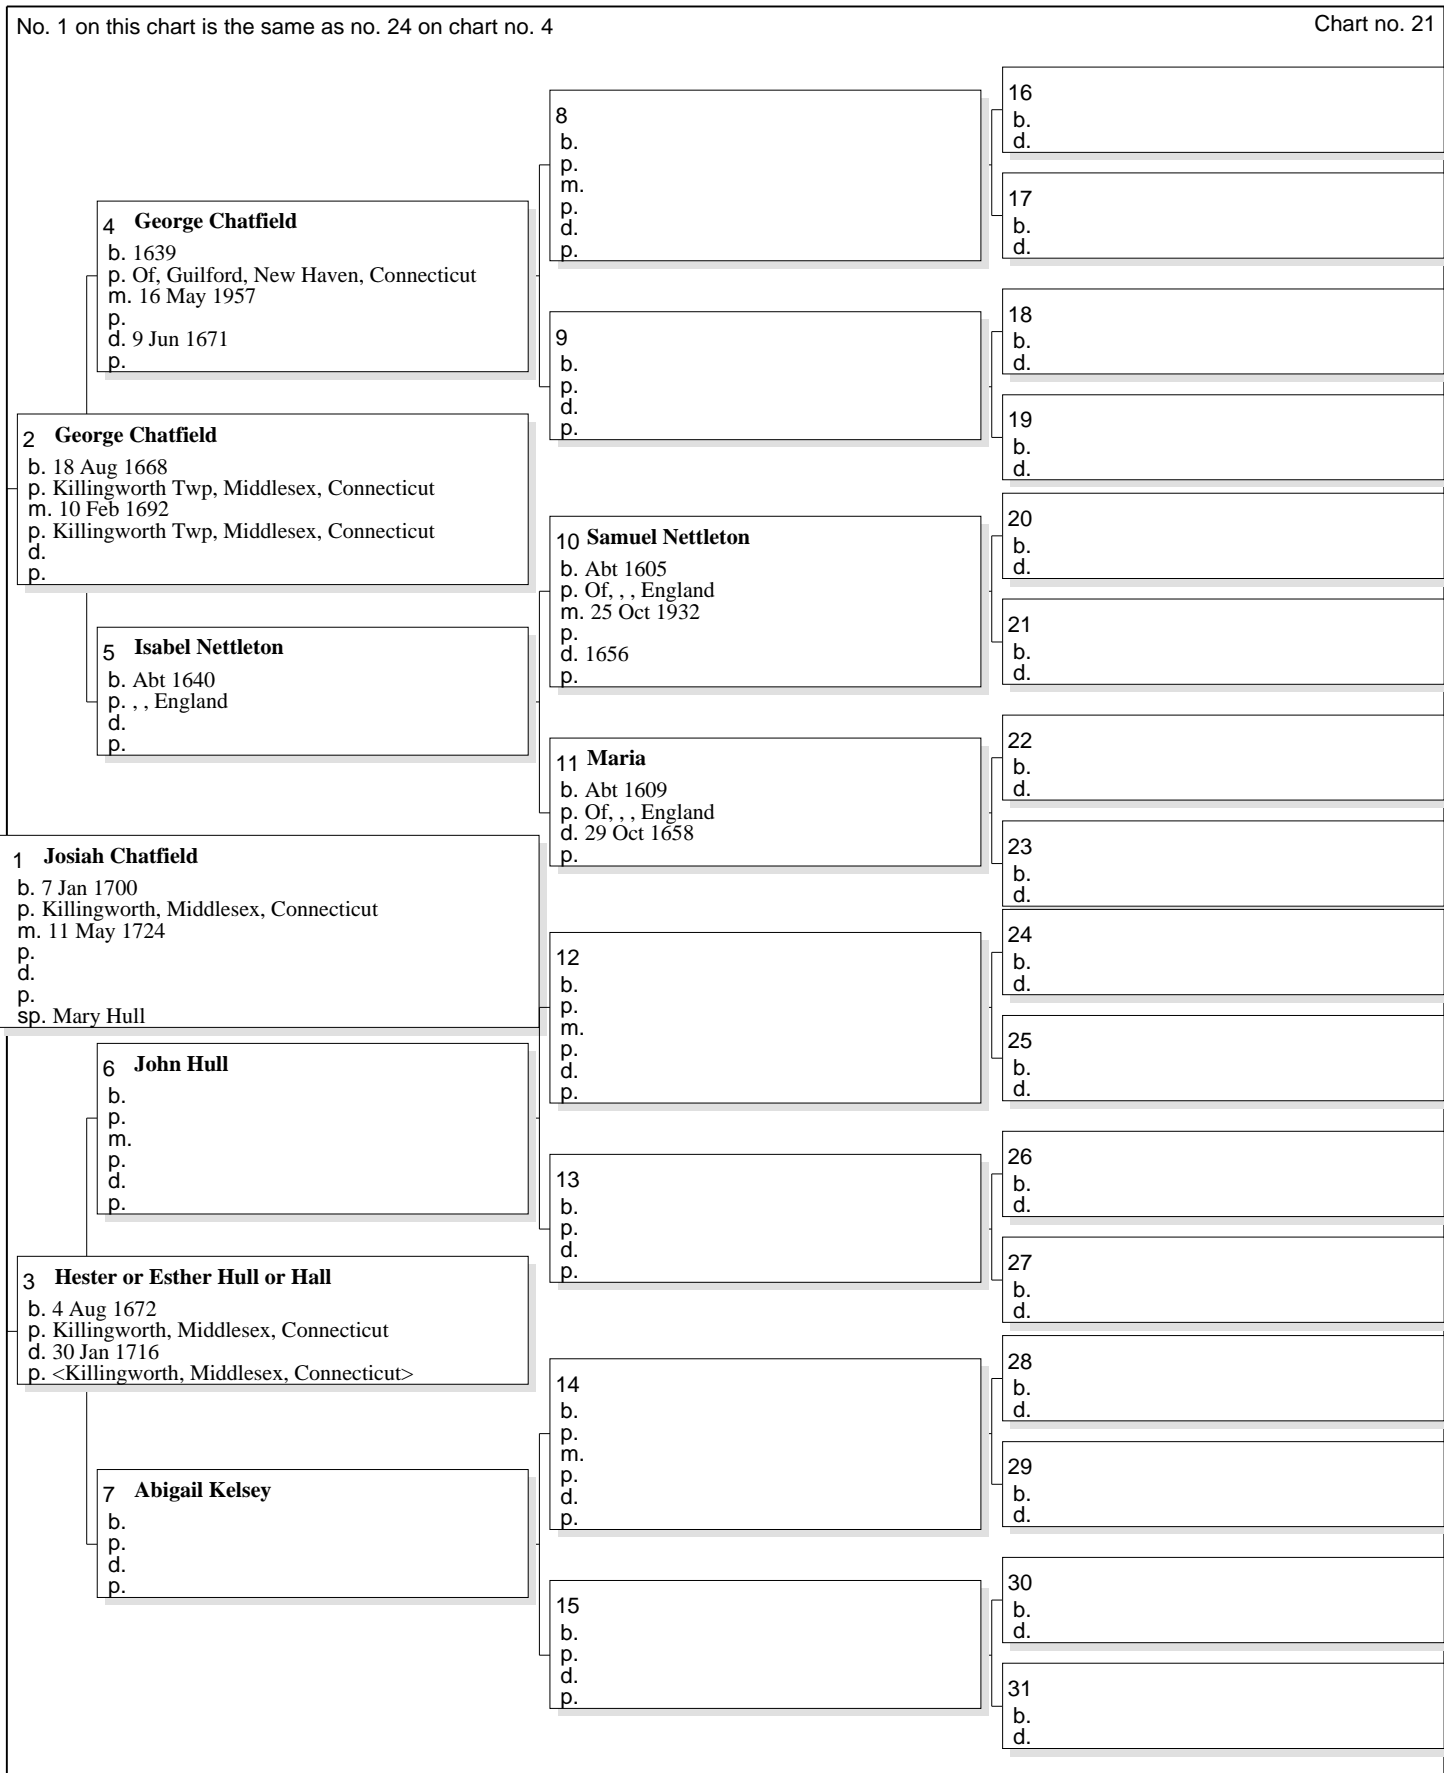 No. 1 on this chart is the same as no. 24 on chart no. 4
Chart no. 21
4 George Chatfield
b. 1639
p. Of, Guilford, New Haven, Connecticut
m. 16 May 1957
p.
d. 9 Jun 1671
p.
2 George Chatfield
b. 18 Aug 1668
p. Killingworth Twp, Middlesex, Connecticut
m. 10 Feb 1692
p. Killingworth Twp, Middlesex, Connecticut
d.
p.
5 Isabel Nettleton
b. Abt 1640
p. , , England
d.
p.
1 Josiah Chatfield
b. 7 Jan 1700
p. Killingworth, Middlesex, Connecticut
m. 11 May 1724
p.
d.
p.
sp. Mary Hull
6 John Hull
b.
p.
m.
p.
d.
p.
3 Hester or Esther Hull or Hall
b. 4 Aug 1672
p. Killingworth, Middlesex, Connecticut
d. 30 Jan 1716
p. <Killingworth, Middlesex, Connecticut>
7 Abigail Kelsey
b.
p.
d.
p.
8
b.
p.
m.
p.
d.
p.
9
b.
p.
d.
p.
10 Samuel Nettleton
b. Abt 1605
p. Of, , , England
m. 25 Oct 1932
p.
d. 1656
p.
11 Maria
b. Abt 1609
p. Of, , , England
d. 29 Oct 1658
p.
12
b.
p.
m.
p.
d.
p.
13
b.
p.
d.
p.
14
b.
p.
m.
p.
d.
p.
15
b.
p.
d.
p.
16
b.
d.
17
b.
d.
18
b.
d.
19
b.
d.
20
b.
d.
21
b.
d.
22
b.
d.
23
b.
d.
24
b.
d.
25
b.
d.
26
b.
d.
27
b.
d.
28
b.
d.
29
b.
d.
30
b.
d.
31
b.
d.